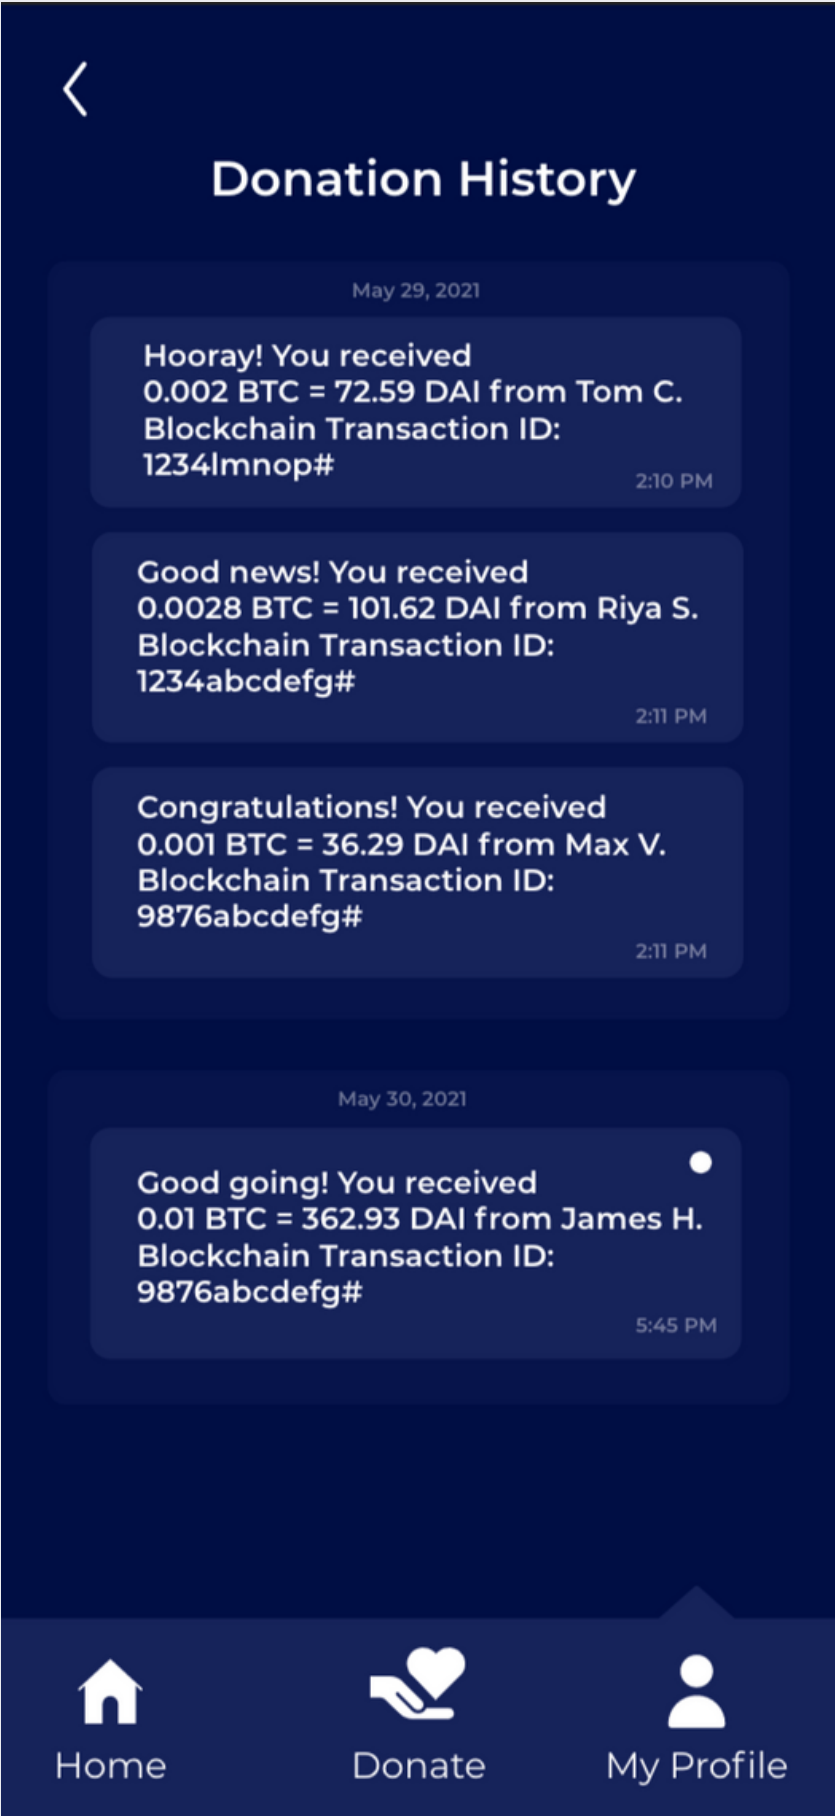 Donation History
May 29, 2021
Hooray! You received
0.002 BTC = 72.59 DAI from Tom C.
Blockchain Transaction ID:
1234lmnop#
2:10 PM
Good news! You received
0.0028 BTC = 101.62 DAI from Riya S.
Blockchain Transaction ID:
1234abcdefg#
2:11 PM
Congratulations! You received
0.001 BTC = 36.29 DAI from Max V.
Blockchain Transaction ID:
9876abcdefg#
2:11 PM
May 30, 2021
Good going! You received
0.01 BTC = 362.93 DAI from James H.
Blockchain Transaction ID:
9876abcdefg#
5:45 PM
Home
Donate
My Profile